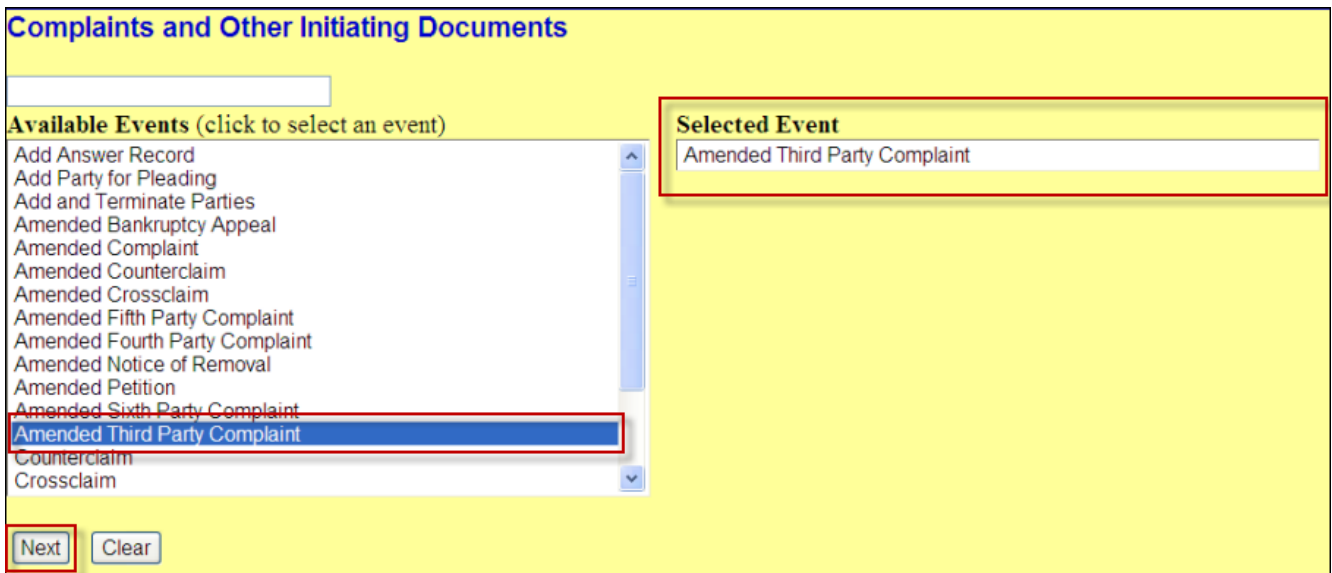 Complaints and Other Initiating Documents
Available Events (click to select an event)
Selected Event
Add Answer Record
Amended Third Party Complaint
Add Party for Pleading
Add and Terminate Parties
Amended Bankruptcy Appeal
Amended Complaint
Amended Counterclaim
Amended Crossclaim
Amended Fifth Party Complaint
Amended Fourth Party Complaint
Amended Notice of Removal
Amended Petition
Amended Sixth Party Complaint
Amended Third Party Complaint
Counterclaim
Crossclaim
Next Clear